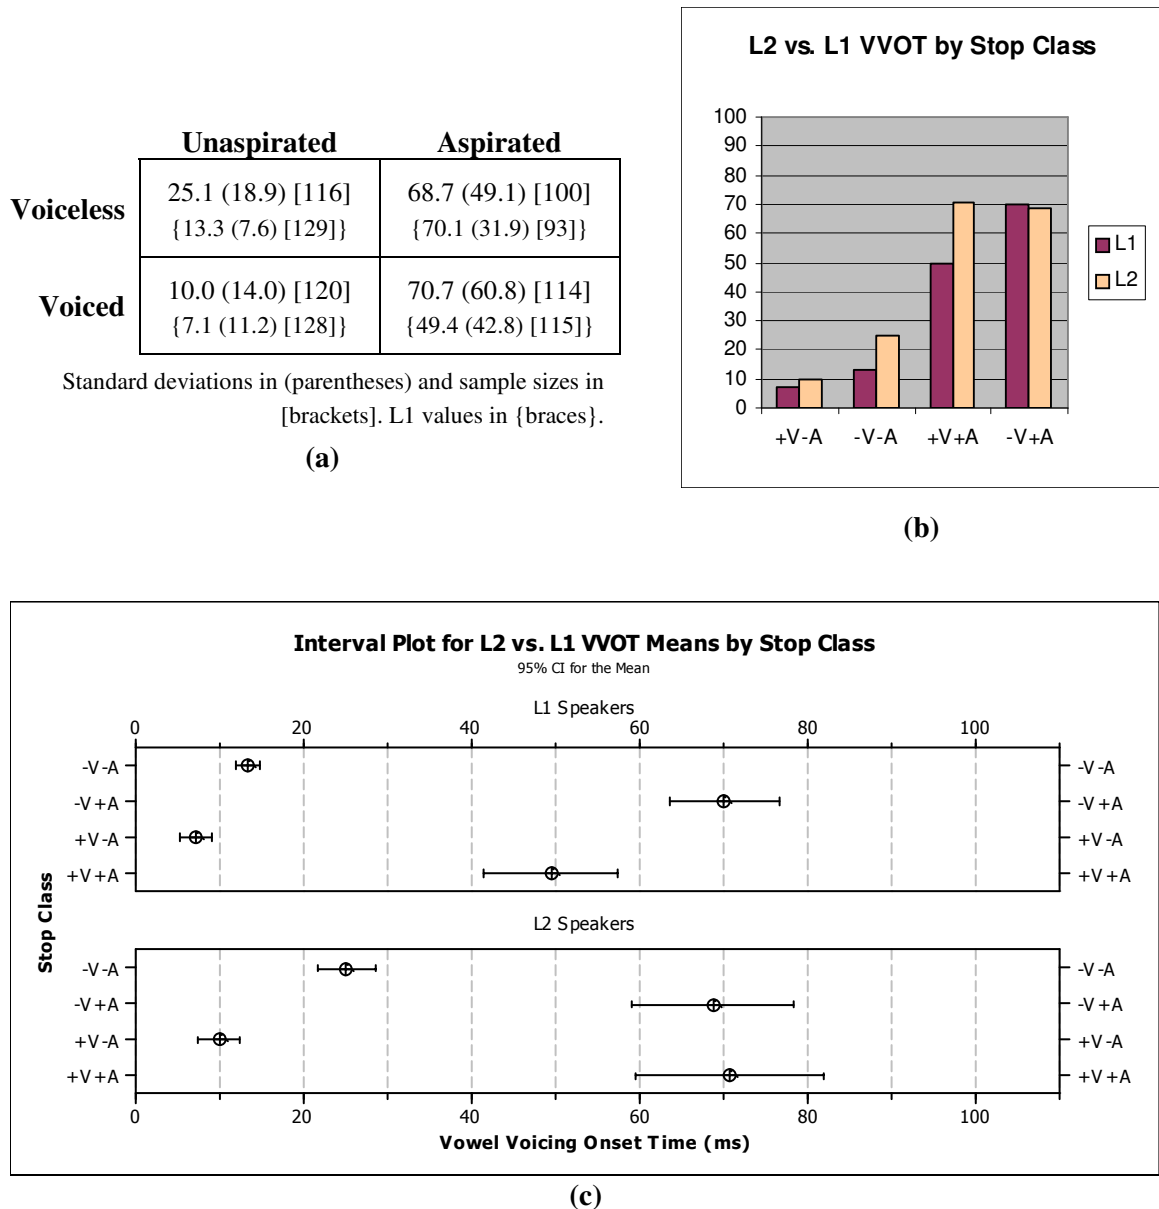 Unaspirated Aspirated
Voiceless 25.1 (18.9) [116] 68.7 (49.1) [100]
{13.3 (7.6) [129]} {70.1 (31.9) [93]}
Voiced 10.0 (14.0) [120] 70.7 (60.8) [114]
{7.1 (11.2) [128]} {49.4 (42.8) [115]}
Standard deviations in (parentheses) and sample sizes in
[brackets]. L1 values in {braces}.
(a)
L2 vs. L1 VVOT by Stop Class
100
90
80
70
60
50
40
30
20
10
0
+V-A -V-A +V+A -V+A
L1
L2
(b)
Interval Plot for L2 vs. L1 VVOT Means by Stop Class
95% CI for the Mean
L1 Speakers
0 20 40 60 80 100
-V-A -V-A
-V+A -V+A
+V-A +V-A
+V+A +V+A
Stop Class
L2 Speakers
-V-A -V-A
-V+A -V+A
+V-A +V-A
+V+A +V+A
0 20 40 60 80 100
Vowel Voicing Onset Time (ms)
(c)